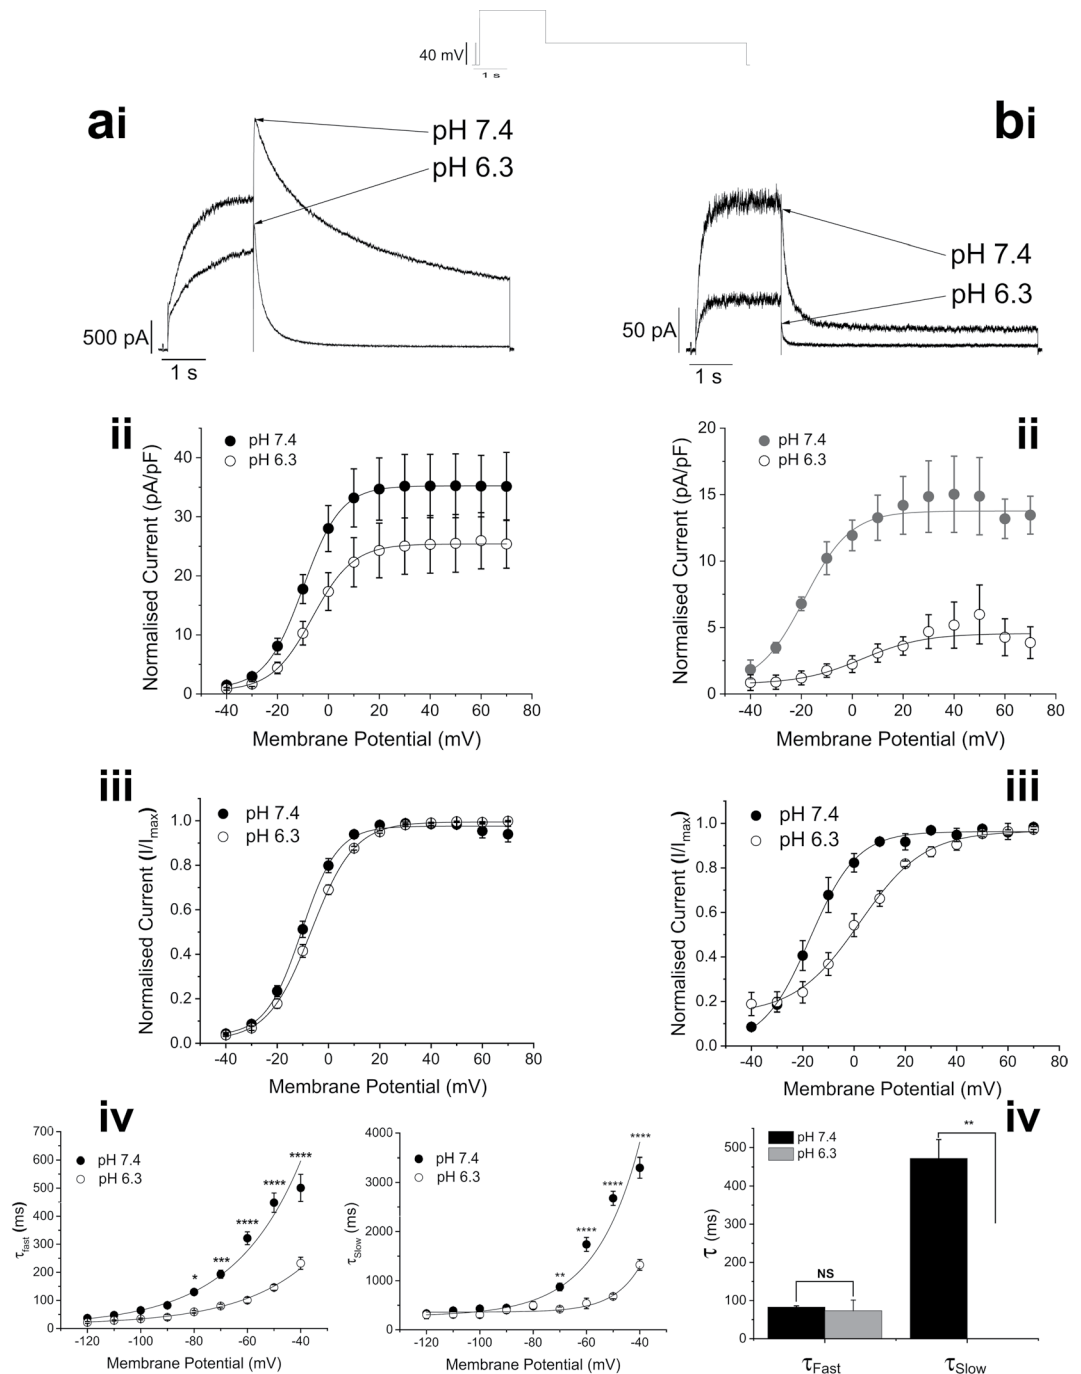 40 mV
1 s
ai
pH 7.4
pH 6.3
500 pA
1 s
bi
pH 7.4
pH 6.3
50 pA
1 s
ii
pH 7.4
pH 6.3
Normalised Current (pA/pF)
40
30
20
10
0
-40 -20 0 20 40 60 80
Membrane Potential (mV)
ii
pH 7.4
pH 6.3
Normalised Current (pA/pF)
20
15
10
5
0
-40 -20 0 20 40 60 80
Membrane Potential (mV)
iii
pH 7.4
pH 6.3
Normalised Current (I/Imax)
1.0
0.8
0.6
0.4
0.2
0.0
-40 -20 0 20 40 60 80
Membrane Potential (mV)
iii
pH 7.4
pH 6.3
Normalised Current (I/Imax)
1.0
0.8
0.6
0.4
0.2
0.0
-40 -20 0 20 40 60 80
Membrane Potential (mV)
iv
pH 7.4
pH 6.3
τfast (ms)
700
600
500
400
300
200
100
0
* *** **** **** ****
-120 -100 -80 -60 -40
Membrane Potential (mV)
pH 7.4
pH 6.3
τSlow (ms)
4000
3000
2000
1000
0
** **** **** ****
-120 -100 -80 -60 -40
Membrane Potential (mV)
iv
pH 7.4
pH 6.3
τ (ms)
500
400
300
200
100
0
NS
**
τFast τSlow